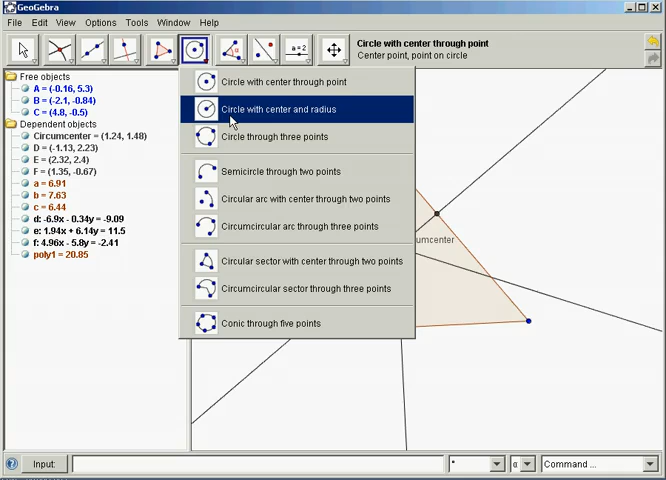 GeoGebra
File Edit View Options Tools Window Help
a = 2
Circle with center through point
Center point, point on circle
Free objects
A = (-0.16, 5.3)
B = (-2.1, -0.84)
C = (4.8, -0.5)
Dependent objects
Circumcenter = (1.24, 1.48)
D = (-1.13, 2.23)
E = (2.32, 2.4)
F = (1.35, -0.67)
a = 6.91
b = 7.63
c = 6.44
d: -6.9x - 0.34y = -9.09
e: 1.94x + 6.14y = 11.5
f: 4.96x - 5.8y = -2.41
poly1 = 20.85
Circle with center through point
Circle with center and radius
Circle through three points
Semicircle through two points
Circular arc with center through two points
Circumcircular arc through three points
Circular sector with center through two points
Circumcircular sector through three points
Conic through five points
umcenter
Input:
° α Command ...